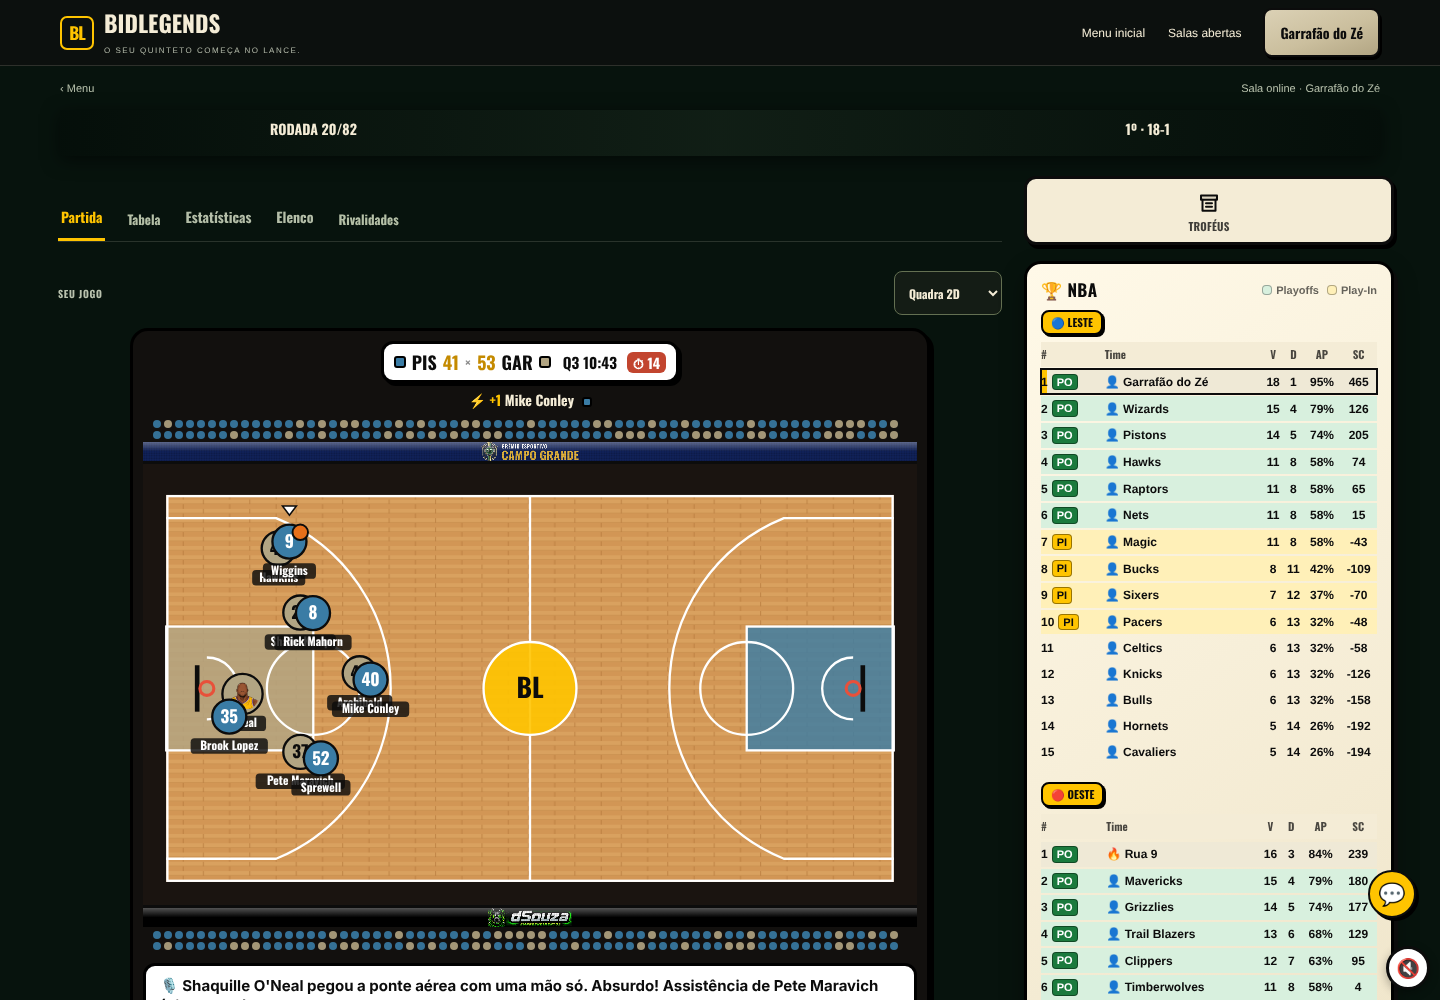 BL
BIDLEGENDS
O SEU QUINTETO COMEÇA NO LANCE.
Menu inicial
Salas abertas
Garrafão do Zé
‹ Menu
Sala online · Garrafão do Zé
RODADA 20/82
1º · 18-1
Partida
Tabela
Estatísticas
Elenco
Rivalidades
SEU JOGO
Quadra 2D
PIS 41 × 53 GAR Q3 10:43 ⏱ 14
⚡ +1 Mike Conley
PRÊMIO ESPORTIVO
CAMPO GRANDE
9
Wiggins
8
Rick Mahorn
40
Mike Conley
35
Brook Lopez
37
52
Pete Maravich
Sprewell
BL
dSouza
🎙️ Shaquille O'Neal pegou a ponte aérea com uma mão só. Absurdo! Assistência de Pete Maravich
TROFÉUS
🏆 NBA
Playoffs Play-In
🔵 LESTE
# Time V D AP SC
1 PO 👤 Garrafão do Zé 18 1 95% 465
2 PO 👤 Wizards 15 4 79% 126
3 PO 👤 Pistons 14 5 74% 205
4 PO 👤 Hawks 11 8 58% 74
5 PO 👤 Raptors 11 8 58% 65
6 PO 👤 Nets 11 8 58% 15
7 PI 👤 Magic 11 8 58% -43
8 PI 👤 Bucks 8 11 42% -109
9 PI 👤 Sixers 7 12 37% -70
10 PI 👤 Pacers 6 13 32% -48
11 👤 Celtics 6 13 32% -58
12 👤 Knicks 6 13 32% -126
13 👤 Bulls 6 13 32% -158
14 👤 Hornets 5 14 26% -192
15 👤 Cavaliers 5 14 26% -194
🔴 OESTE
# Time V D AP SC
1 PO 🔥 Rua 9 16 3 84% 239
2 PO 👤 Mavericks 15 4 79% 180
3 PO 👤 Grizzlies 14 5 74% 177
4 PO 👤 Trail Blazers 13 6 68% 129
5 PO 👤 Clippers 12 7 63% 95
6 PO 👤 Timberwolves 11 8 58% 4